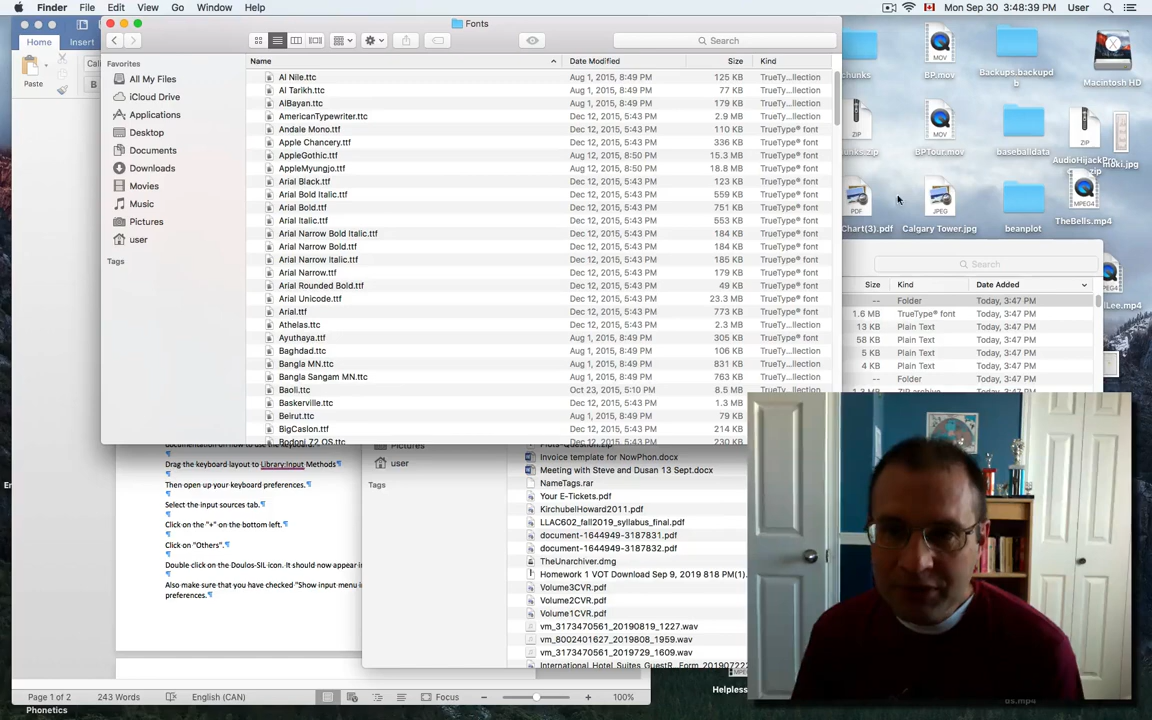 Finder File Edit View Go Window Help
Mon Sep 30 3:48:39 PM User
Home Insert
Paste
Fonts
Search
Favorites
All My Files
iCloud Drive
Applications
Desktop
Documents
Downloads
Movies
Music
Pictures
user
Tags
Name Date Modified Size Kind
Al Nile.ttc Aug 1, 2015, 8:49 PM 125 KB TrueTy...llection
Al Tarikh.ttc Aug 1, 2015, 8:49 PM 77 KB TrueTy...llection
AlBayan.ttc Aug 1, 2015, 8:49 PM 179 KB TrueTy...llection
AmericanTypewriter.ttc Dec 12, 2015, 5:43 PM 2.9 MB TrueTy...llection
Andale Mono.ttf Dec 12, 2015, 5:43 PM 110 KB TrueType® font
Apple Chancery.ttf Dec 12, 2015, 5:43 PM 336 KB TrueType® font
AppleGothic.ttf Dec 12, 2015, 8:50 PM 15.3 MB TrueType® font
AppleMyungjo.ttf Aug 12, 2015, 8:50 PM 18.8 MB TrueType® font
Arial Black.ttf Dec 12, 2015, 5:43 PM 123 KB TrueType® font
Arial Bold Italic.ttf Dec 12, 2015, 5:43 PM 559 KB TrueType® font
Arial Bold.ttf Dec 12, 2015, 5:43 PM 751 KB TrueType® font
Arial Italic.ttf Dec 12, 2015, 5:43 PM 553 KB TrueType® font
Arial Narrow Bold Italic.ttf Dec 12, 2015, 5:43 PM 184 KB TrueType® font
Arial Narrow Bold.ttf Dec 12, 2015, 5:43 PM 184 KB TrueType® font
Arial Narrow Italic.ttf Dec 12, 2015, 5:43 PM 185 KB TrueType® font
Arial Narrow.ttf Dec 12, 2015, 5:43 PM 179 KB TrueType® font
Arial Rounded Bold.ttf Dec 12, 2015, 5:43 PM 49 KB TrueType® font
Arial Unicode.ttf Dec 12, 2015, 5:43 PM 23.3 MB TrueType® font
Arial.ttf Dec 12, 2015, 5:43 PM 773 KB TrueType® font
Athelas.ttc Dec 12, 2015, 5:43 PM 2.3 MB TrueTy...llection
Ayuthaya.ttf Aug 1, 2015, 8:49 PM 305 KB TrueType® font
Baghdad.ttc Aug 1, 2015, 8:49 PM 106 KB TrueTy...llection
Bangla MN.ttc Aug 1, 2015, 8:49 PM 831 KB TrueTy...llection
Bangla Sangam MN.ttc Aug 1, 2015, 8:49 PM 763 KB TrueTy...llection
Baoli.ttc Oct 23, 2015, 5:10 PM 8.5 MB TrueTy...llection
Baskerville.ttc Dec 12, 2015, 5:43 PM 1.3 MB TrueTy...llection
Beirut.ttc Aug 1, 2015, 8:49 PM 79 KB TrueTy...llection
BigCaslon.ttf Dec 12, 2015, 5:43 PM 214 KB TrueType® font
Bodoni 72 OS.ttc Dec 12, 2015, 5:43 PM 230 KB
BP.mov
Backups.backupdb
Macintosh HD
ZIP
BPTour.mov
baseballdata
ZIP
moki.jpg
PDF
Chart(3).pdf
JPEG
Calgary Tower.jpg
beanplot
MPEG4
TheBells.mp4
Search
Size Kind Date Added
-- Folder Today, 3:47 PM
1.6 MB TrueType® font Today, 3:47 PM
13 KB Plain Text Today, 3:47 PM
58 KB Plain Text Today, 3:47 PM
5 KB Plain Text Today, 3:47 PM
4 KB Plain Text Today, 3:47 PM
-- Folder Today, 3:47 PM
Drag the keyboard layout to Library:Input Methods¶
Then open up your keyboard preferences.¶
Select the input sources tab.¶
Click on the "+" on the bottom left.¶
Click on "Others".¶
Double click on the Doulos-SIL icon. It should now appear
Also make sure that you have checked "Show input menu
preferences.¶
Pictures
user
Tags
Invoice template for NowPhon.docx
Meeting with Steve and Dusan 13 Sept.docx
NameTags.rar
Your E-Tickets.pdf
KirchubelHoward2011.pdf
LLAC602_fall2019_syllabus_final.pdf
document-1644949-3187831.pdf
document-1644949-3187832.pdf
TheUnarchiver.dmg
Homework 1 VOT Download Sep 9, 2019 818 PM(1).
Volume3CVR.pdf
Volume2CVR.pdf
Volume1CVR.pdf
vm_3173470561_20190819_1227.wav
vm_8002401627_2019808_1959.wav
vm_3173470561_2019729_1609.wav
Page 1 of 2 243 Words English (CAN) Focus 100%
Phonetics
Helpless